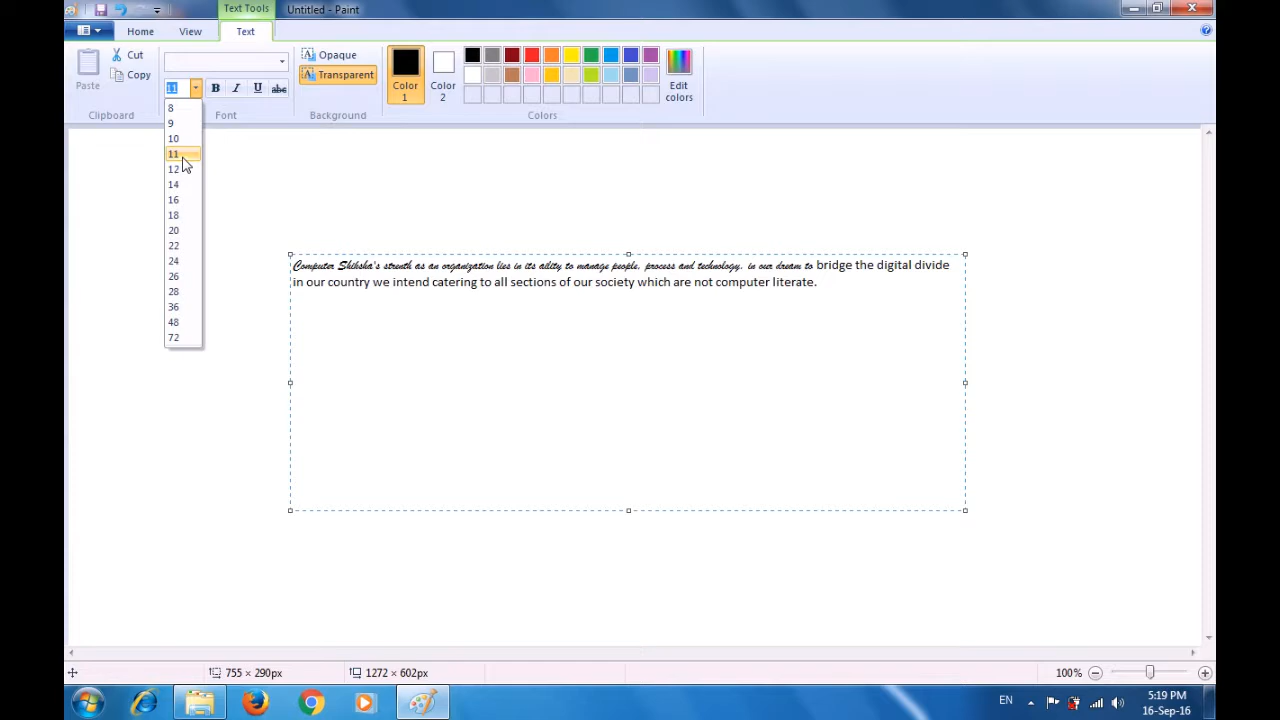 Text Tools
Untitled - Paint
Home
View
Text
Paste
Cut
Copy
Clipboard
11
B I U abc
Font
Opaque
Transparent
Background
Color 1
Color 2
Edit colors
Colors
8
9
10
11
12
14
16
18
20
22
24
26
28
36
48
72
Computer Shiksha's strenth as an organization lies in its aility to manage people, process and technology, in our dream to bridge the digital divide
in our country we intend catering to all sections of our society which are not computer literate.
755 × 290px
1272 × 602px
100%
EN
5:19 PM
16-Sep-16